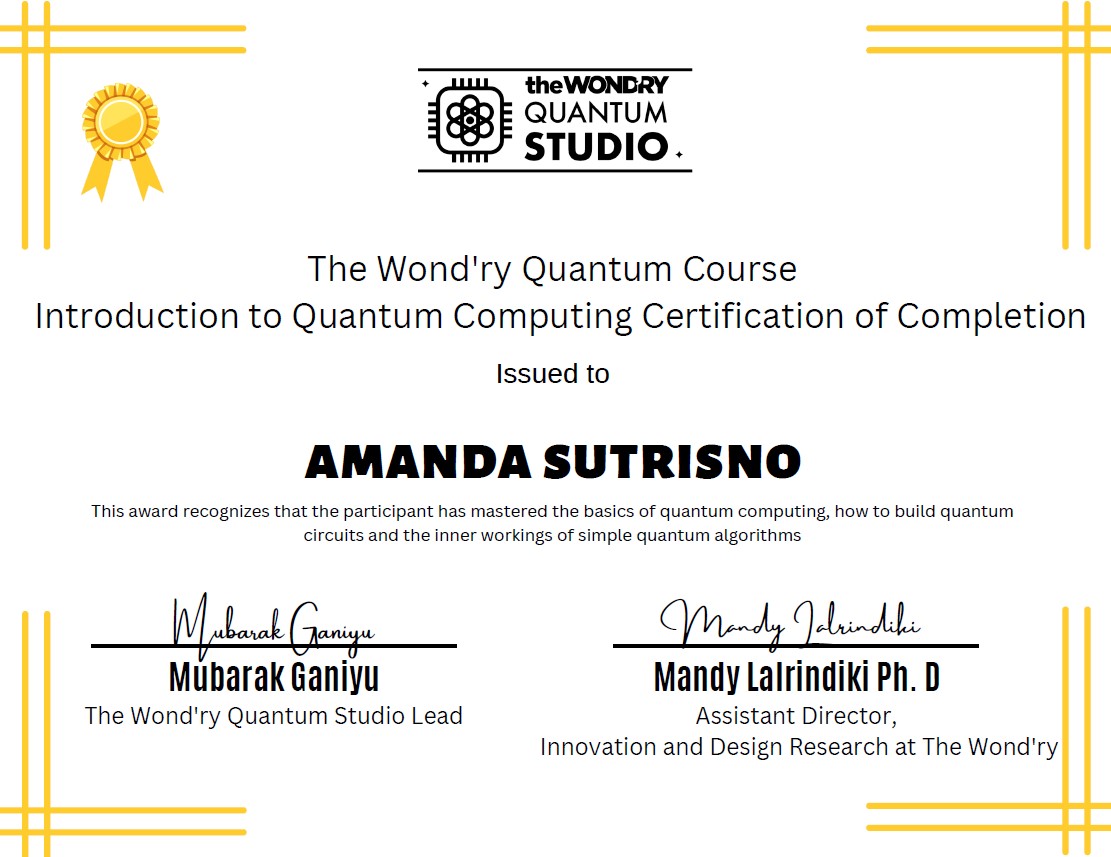 theWOND'RY
QUANTUM
STUDIO
The Wond'ry Quantum Course
Introduction to Quantum Computing Certification of Completion
Issued to
AMANDA SUTRISNO
This award recognizes that the participant has mastered the basics of quantum computing, how to build quantum
circuits and the inner workings of simple quantum algorithms
Mubarak Ganiyu
Mubarak Ganiyu
The Wond'ry Quantum Studio Lead
Mandy Lalrindiki
Mandy Lalrindiki Ph. D
Assistant Director,
Innovation and Design Research at The Wond'ry